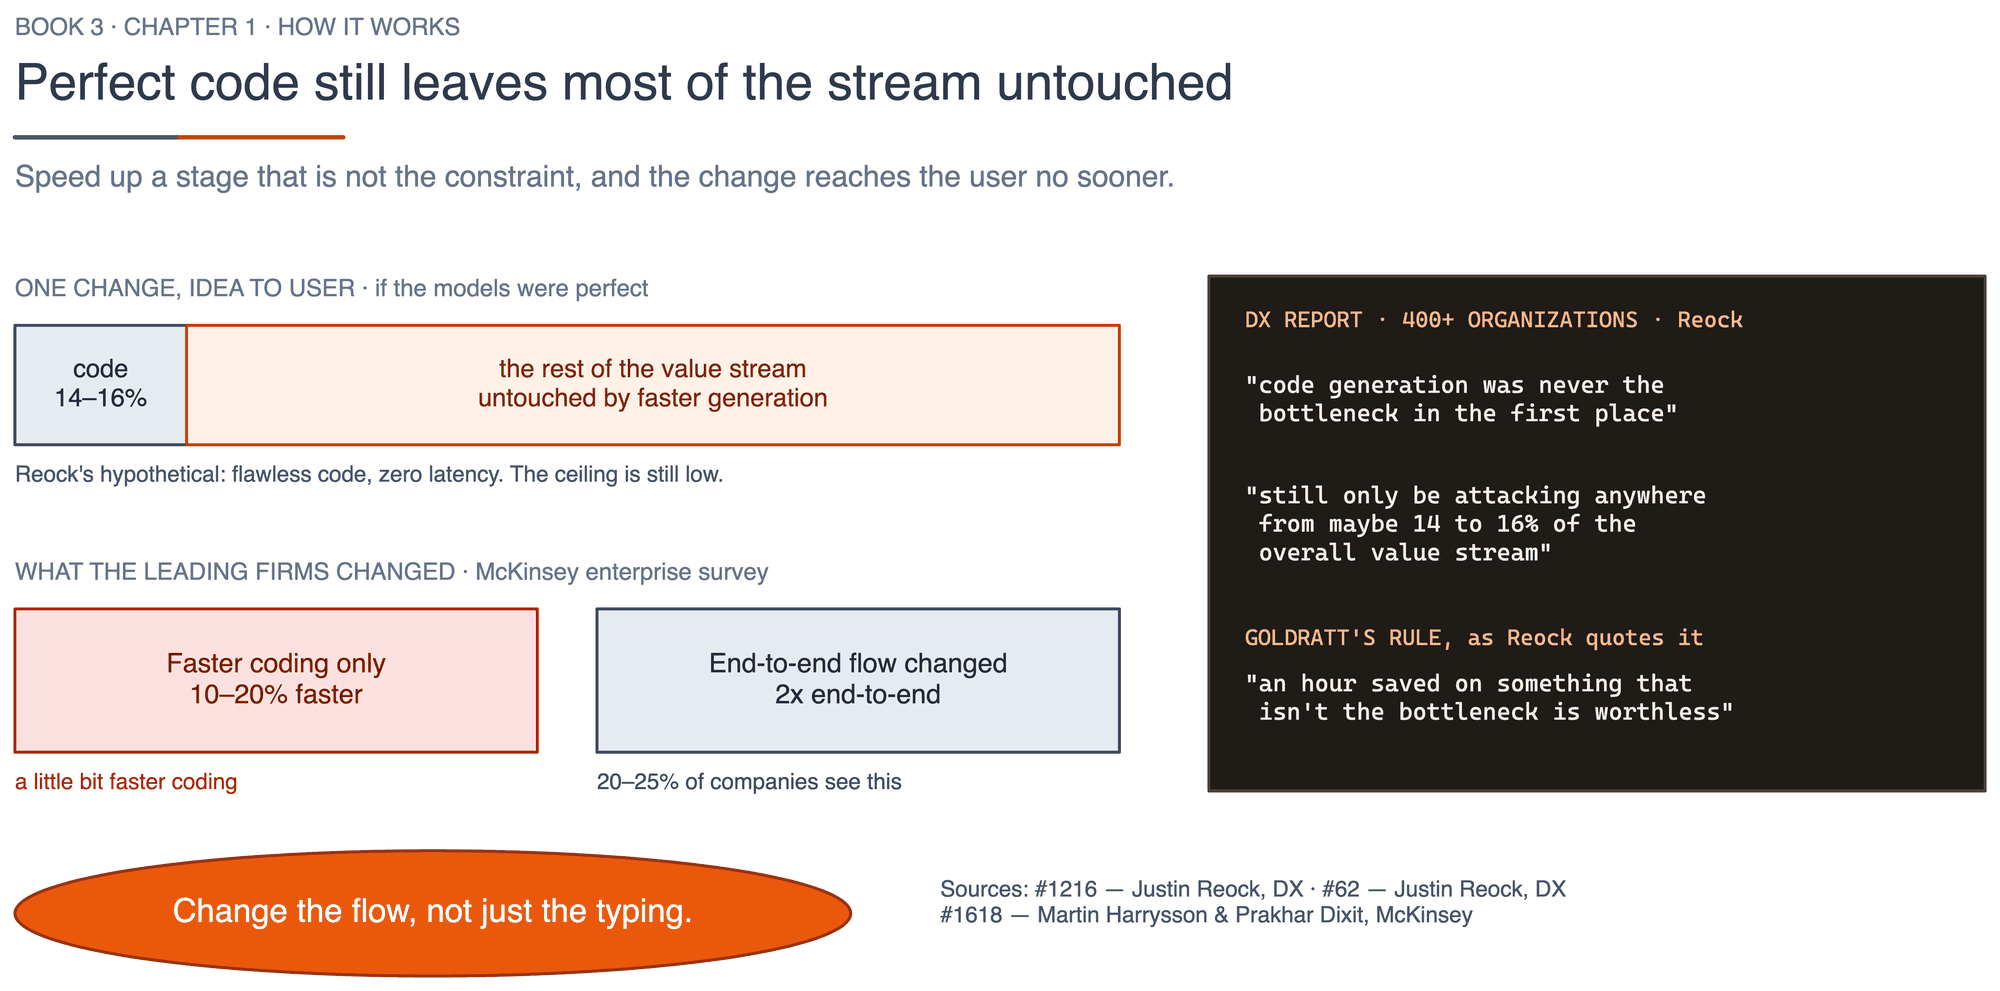 BOOK 3 · CHAPTER 1 · HOW IT WORKS
Perfect code still leaves most of the stream untouched
Speed up a stage that is not the constraint, and the change reaches the user no sooner.
ONE CHANGE, IDEA TO USER · if the models were perfect
code
14–16%
the rest of the value stream
untouched by faster generation
Reock's hypothetical: flawless code, zero latency. The ceiling is still low.
WHAT THE LEADING FIRMS CHANGED · McKinsey enterprise survey
Faster coding only
10–20% faster
a little bit faster coding
End-to-end flow changed
2x end-to-end
20–25% of companies see this
DX REPORT · 400+ ORGANIZATIONS · Reock
"code generation was never the
bottleneck in the first place"
"still only be attacking anywhere
from maybe 14 to 16% of the
overall value stream"
GOLDRATT'S RULE, as Reock quotes it
"an hour saved on something that
isn't the bottleneck is worthless"
Change the flow, not just the typing.
Sources: #1216 — Justin Reock, DX · #62 — Justin Reock, DX
#1618 — Martin Harrysson & Prakhar Dixit, McKinsey